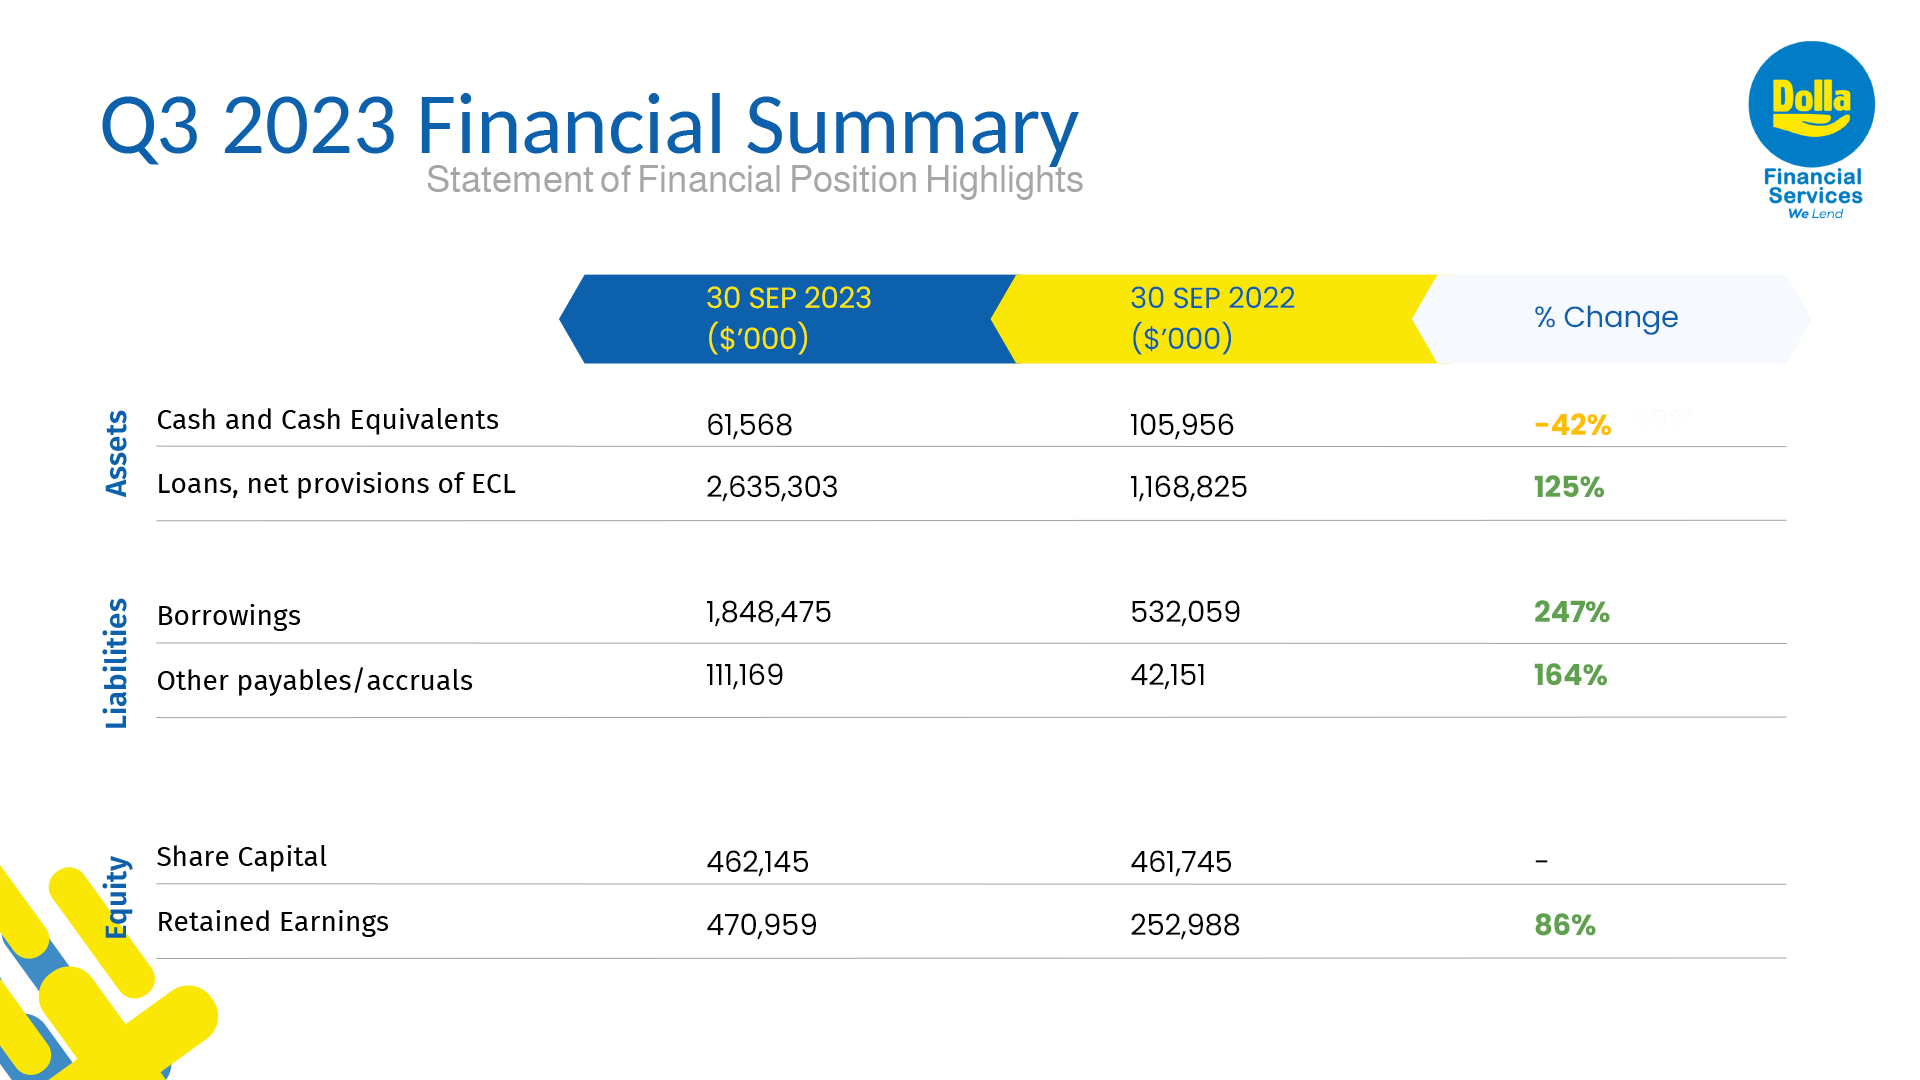 Q3 2023 Financial Summary
Statement of Financial Position Highlights
Dolla
Financial
Services
We Lend
30 SEP 2023
($’000)
30 SEP 2022
($’000)
% Change
Assets
Cash and Cash Equivalents 61,568 105,956 -42%
Loans, net provisions of ECL 2,635,303 1,168,825 125%
Liabilities
Borrowings 1,848,475 532,059 247%
Other payables/accruals 111,169 42,151 164%
Equity
Share Capital 462,145 461,745 -
Retained Earnings 470,959 252,988 86%